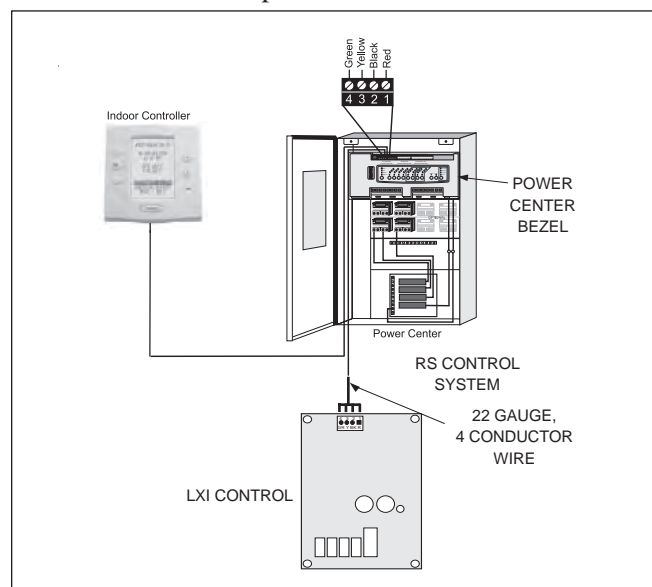 Green
Yellow
Black
Red
4 3 2 1
Indoor Controller
POWER
CENTER
BEZEL
Power Center
RS CONTROL
SYSTEM
22 GAUGE,
4 CONDUCTOR
WIRE
LXI CONTROL